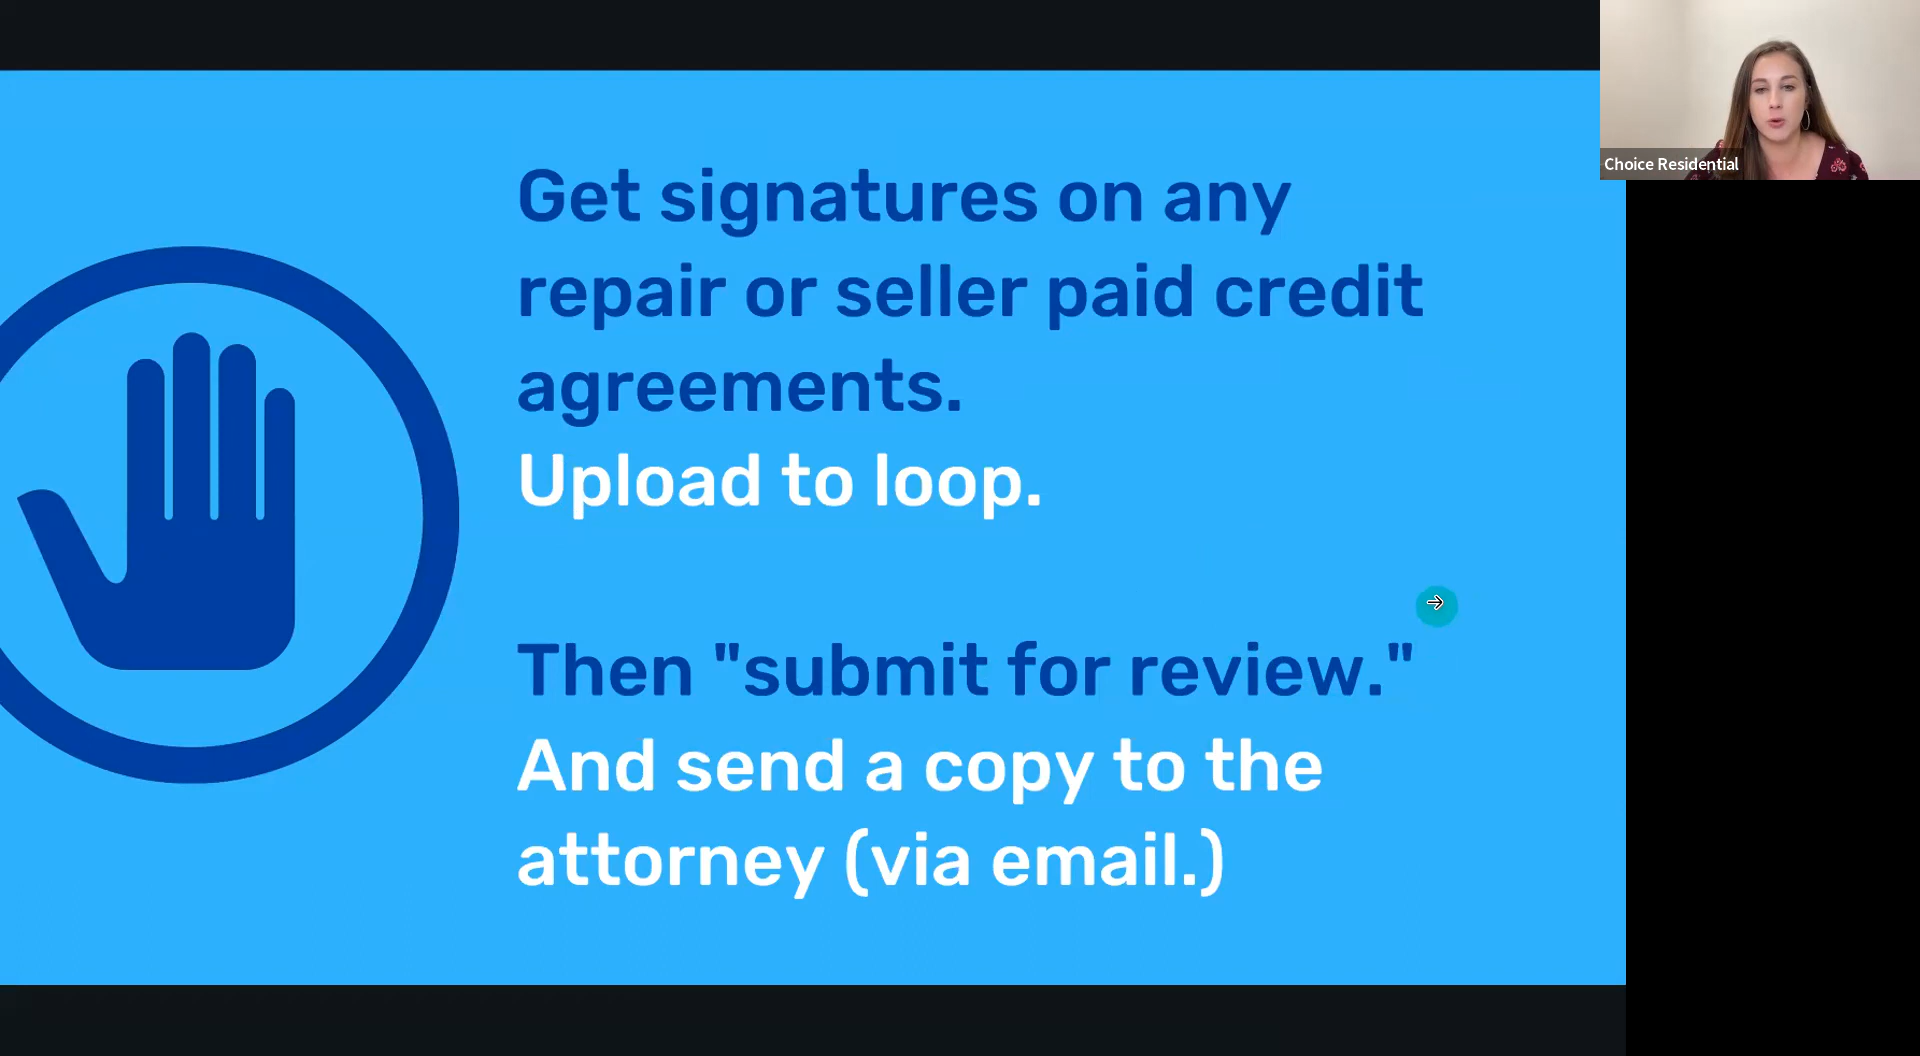 Get signatures on any
repair or seller paid credit
agreements.
Upload to loop.
Then "submit for review."
And send a copy to the
attorney (via email.)
Choice Residential